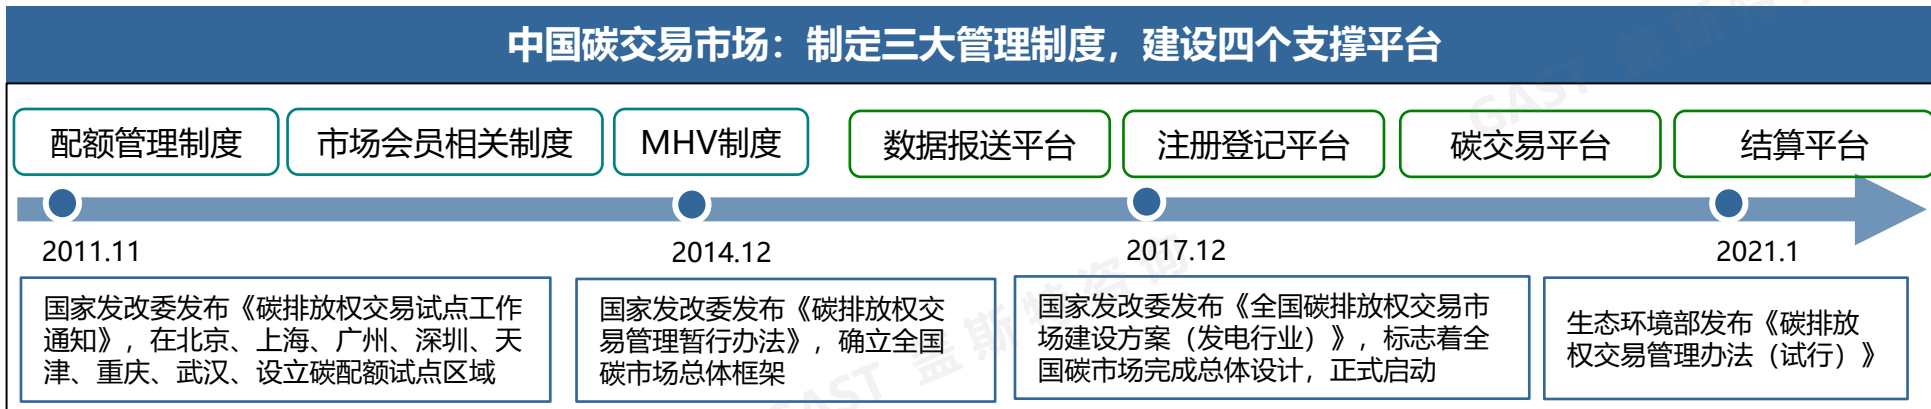 中国碳交易市场：制定三大管理制度，建设四个支撑平台
配额管理制度
市场会员相关制度
MHV制度
数据报送平台
注册登记平台
碳交易平台
结算平台
2011.11
2014.12
2017.12
2021.1
国家发改委发布《碳排放权交易试点工作
通知》，在北京、上海、广州、深圳、天
津、重庆、武汉、设立碳配额试点区域
国家发改委发布《碳排放权交
易管理暂行办法》，确立全国
碳市场总体框架
国家发改委发布《全国碳排放权交易市
场建设方案（发电行业）》，标志着全
国碳市场完成总体设计，正式启动
生态环境部发布《碳排放
权交易管理办法（试行）》
GAST 盖斯特
GAST 盖斯特咨询